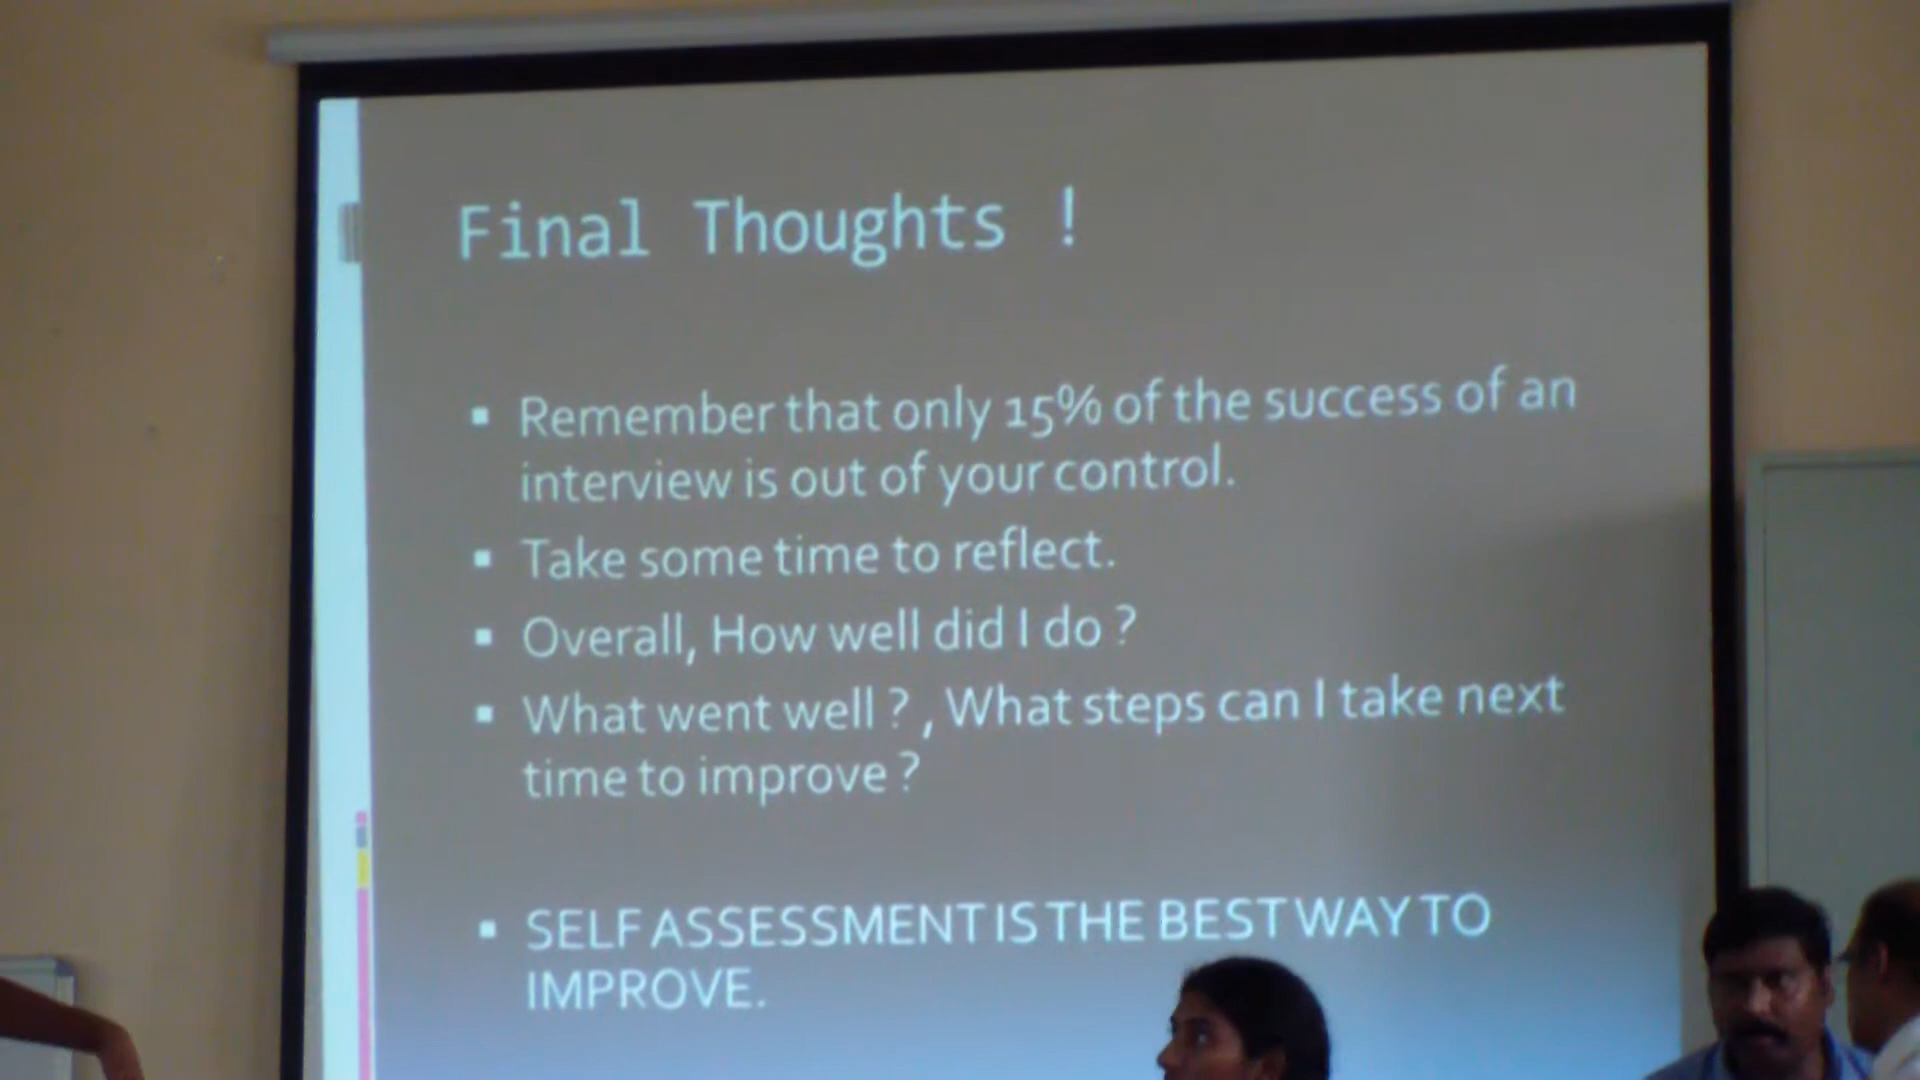 Final Thoughts !
▪ Remember that only 15% of the success of an
interview is out of your control.
▪ Take some time to reflect.
▪ Overall, How well did I do ?
▪ What went well ? , What steps can I take next
time to improve ?
▪ SELF ASSESSMENT IS THE BEST WAY TO
IMPROVE.